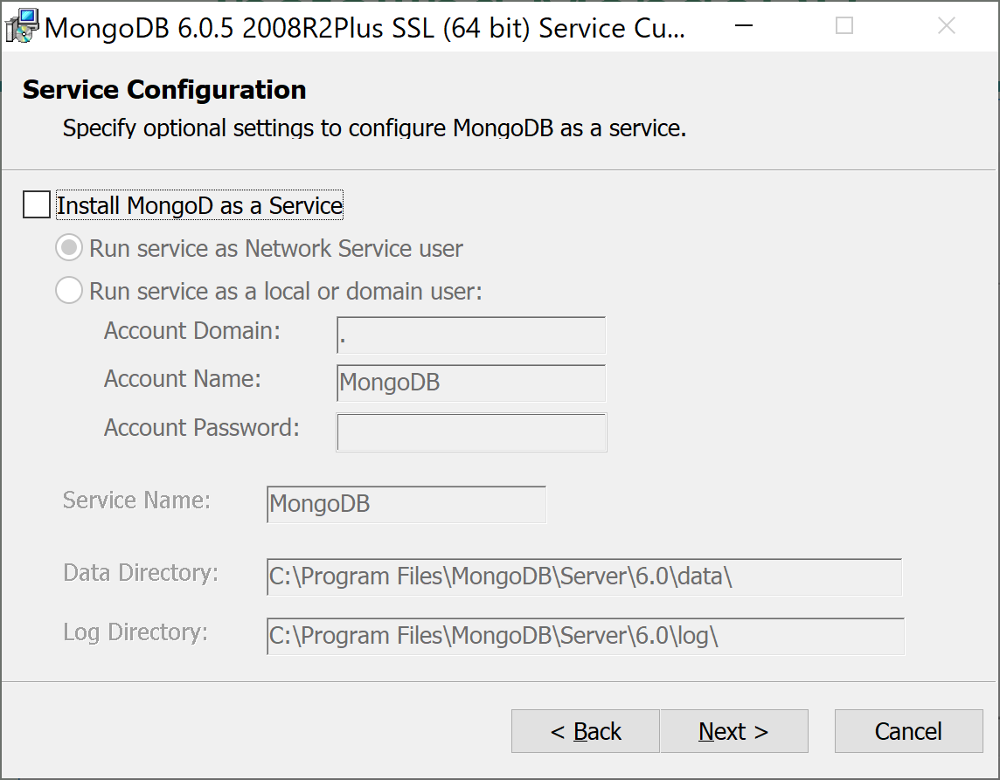 MongoDB 6.0.5 2008R2Plus SSL (64 bit) Service Cu...
Service Configuration
Specify optional settings to configure MongoDB as a service.
Install MongoD as a Service
Run service as Network Service user
Run service as a local or domain user:
Account Domain: .
Account Name: MongoDB
Account Password:
Service Name: MongoDB
Data Directory: C:\Program Files\MongoDB\Server\6.0\data\
Log Directory: C:\Program Files\MongoDB\Server\6.0\log\
< Back Next > Cancel